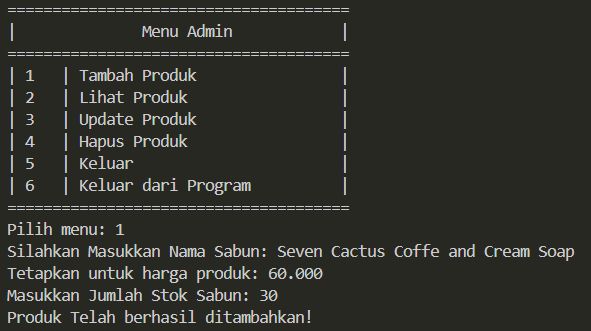 ======================================
|              Menu Admin            |
======================================
| 1   | Tambah Produk                |
| 2   | Lihat Produk                 |
| 3   | Update Produk                |
| 4   | Hapus Produk                 |
| 5   | Keluar                       |
| 6   | Keluar dari Program          |
======================================
Pilih menu: 1
Silahkan Masukkan Nama Sabun: Seven Cactus Coffe and Cream Soap
Tetapkan untuk harga produk: 60.000
Masukkan Jumlah Stok Sabun: 30
Produk Telah berhasil ditambahkan!